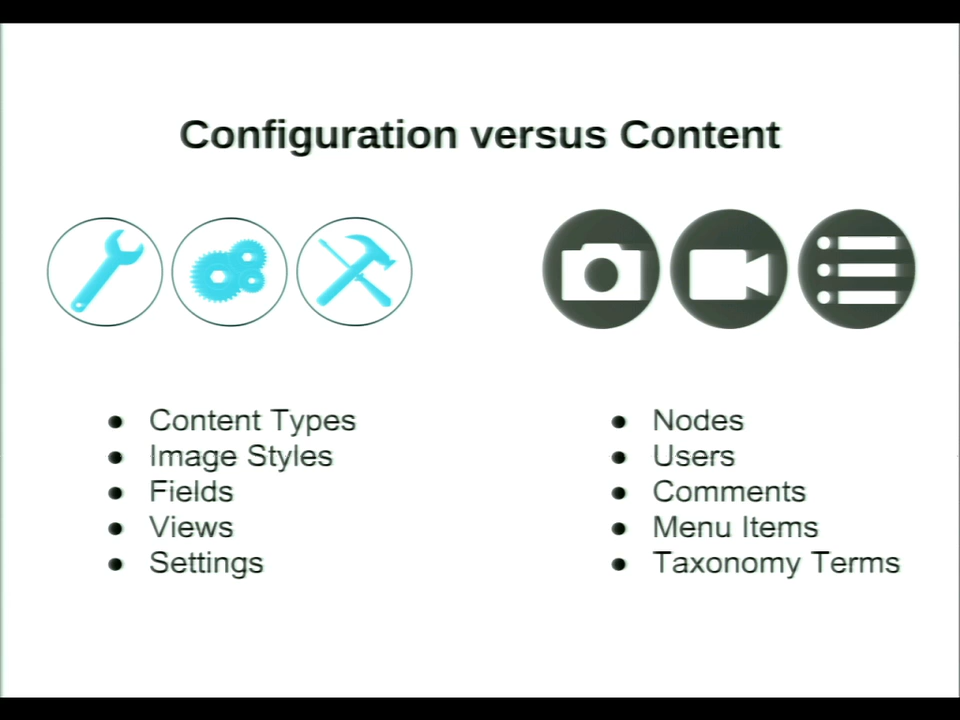 Configuration versus Content
Content Types
Image Styles
Fields
Views
Settings
Nodes
Users
Comments
Menu Items
Taxonomy Terms